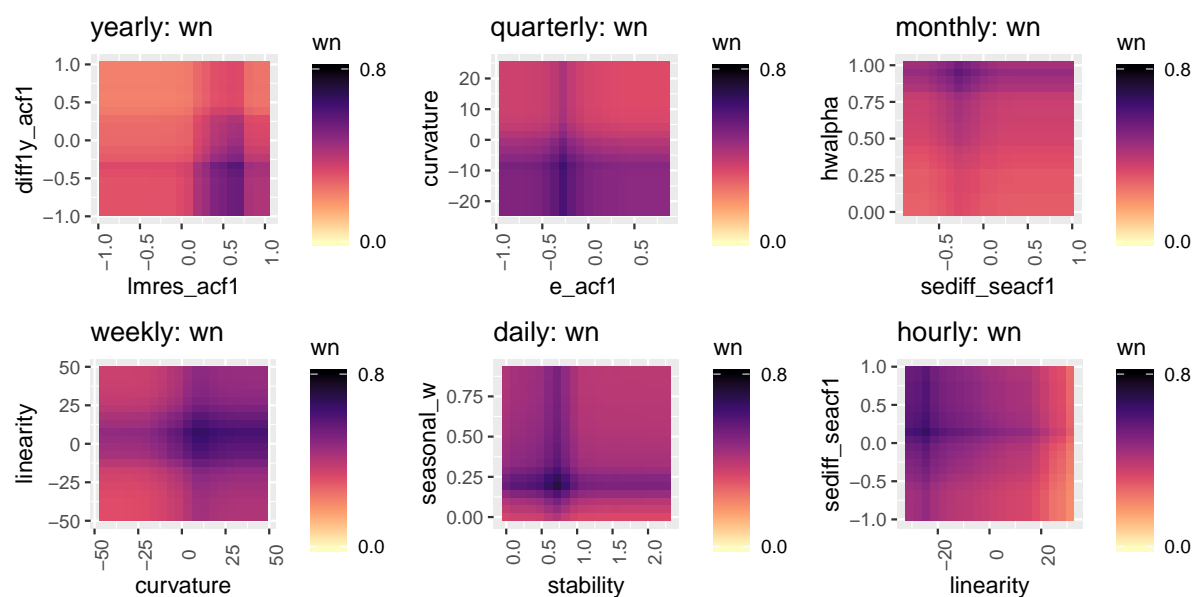 yearly: wn
wn
0.8
0.0
1.0
0.5
0.0
−0.5
−1.0
diff1y_acf1
−1.0
−0.5
0.0
0.5
1.0
lmres_acf1
quarterly: wn
wn
0.8
0.0
20
10
0
−10
−20
curvature
−1.0
−0.5
0.0
0.5
e_acf1
monthly: wn
wn
0.8
0.0
1.00
0.75
0.50
0.25
0.00
hwalpha
−0.5
0.0
0.5
1.0
sediff_seacf1
weekly: wn
wn
0.8
0.0
50
25
0
−25
−50
linearity
−50
−25
0
25
50
curvature
daily: wn
wn
0.8
0.0
0.75
0.50
0.25
0.00
seasonal_w
0.0
0.5
1.0
1.5
2.0
stability
hourly: wn
wn
0.8
0.0
1.0
0.5
0.0
−0.5
−1.0
sediff_seacf1
−20
0
20
linearity